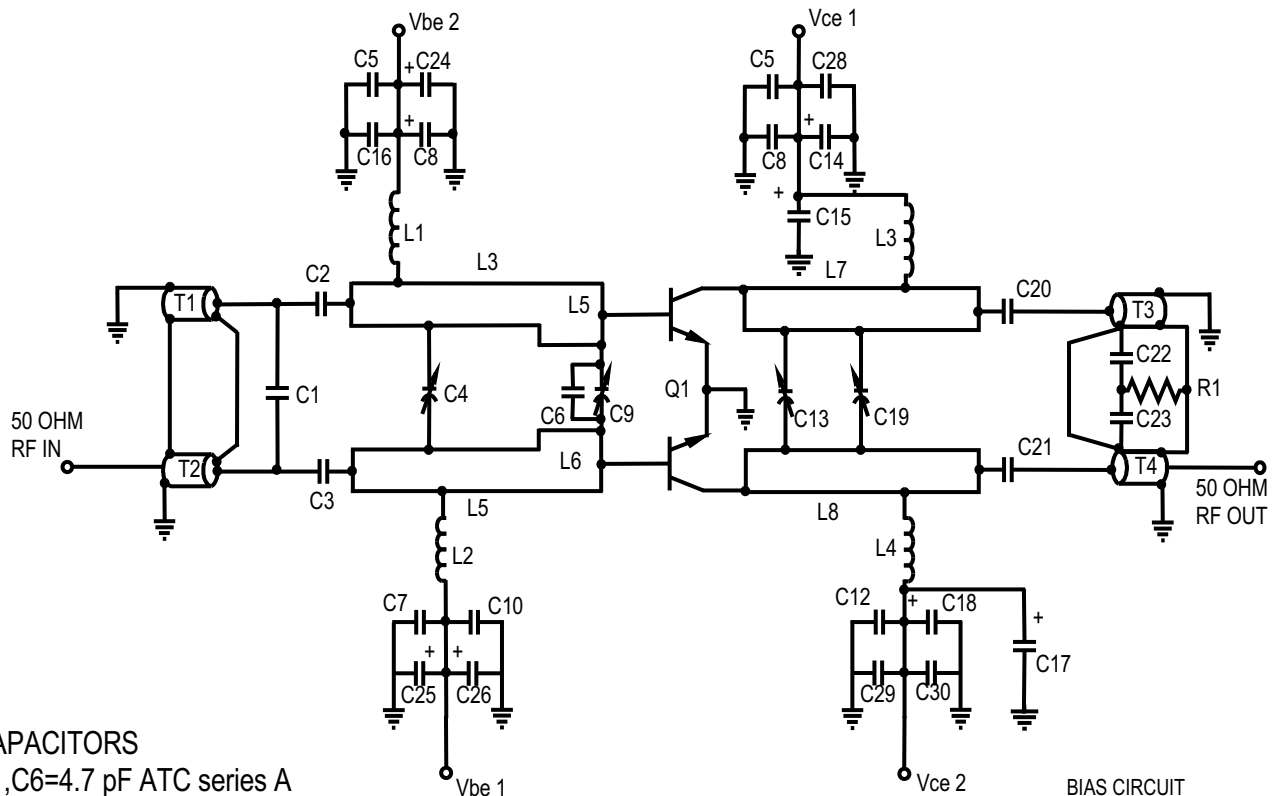 Vbe 2
Vce 1
C5
+
C24
C5
C28
+
+
C16
C8
C8
C14
+
C15
L1
L3
C2
L3
L7
L5
C20
T1
T3
C22
C1
C4
C6
C9
Q1
C13
C19
R1
C23
50 OHM
RF IN
T2
L6
C21
T4
C3
L5
L8
50 OHM
RF OUT
L2
L4
C7
C10
C12
+
C18
+
+
+
C25
C26
C29
C30
C17
APACITORS
,C6=4.7 pF ATC series A
Vbe 1
Vce 2
BIAS CIRCUIT